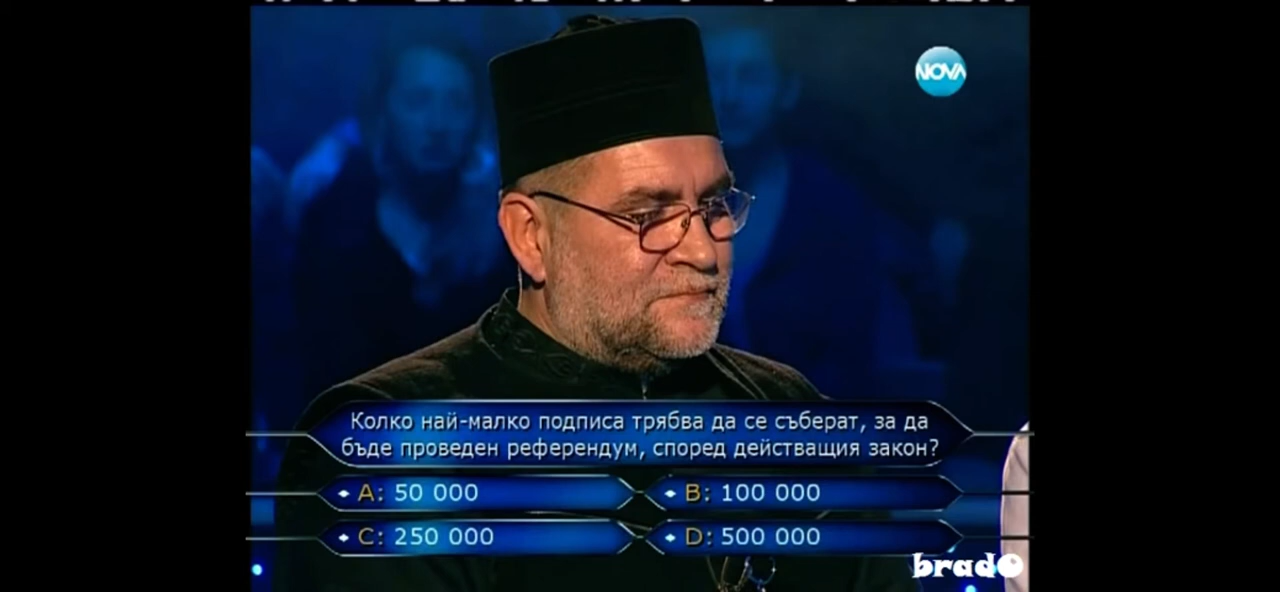 NOVA
Колко най-малко подписа трябва да се съберат, за да
бъде проведен референдум, според действащия закон?
A: 50 000
B: 100 000
C: 250 000
D: 500 000
bradO